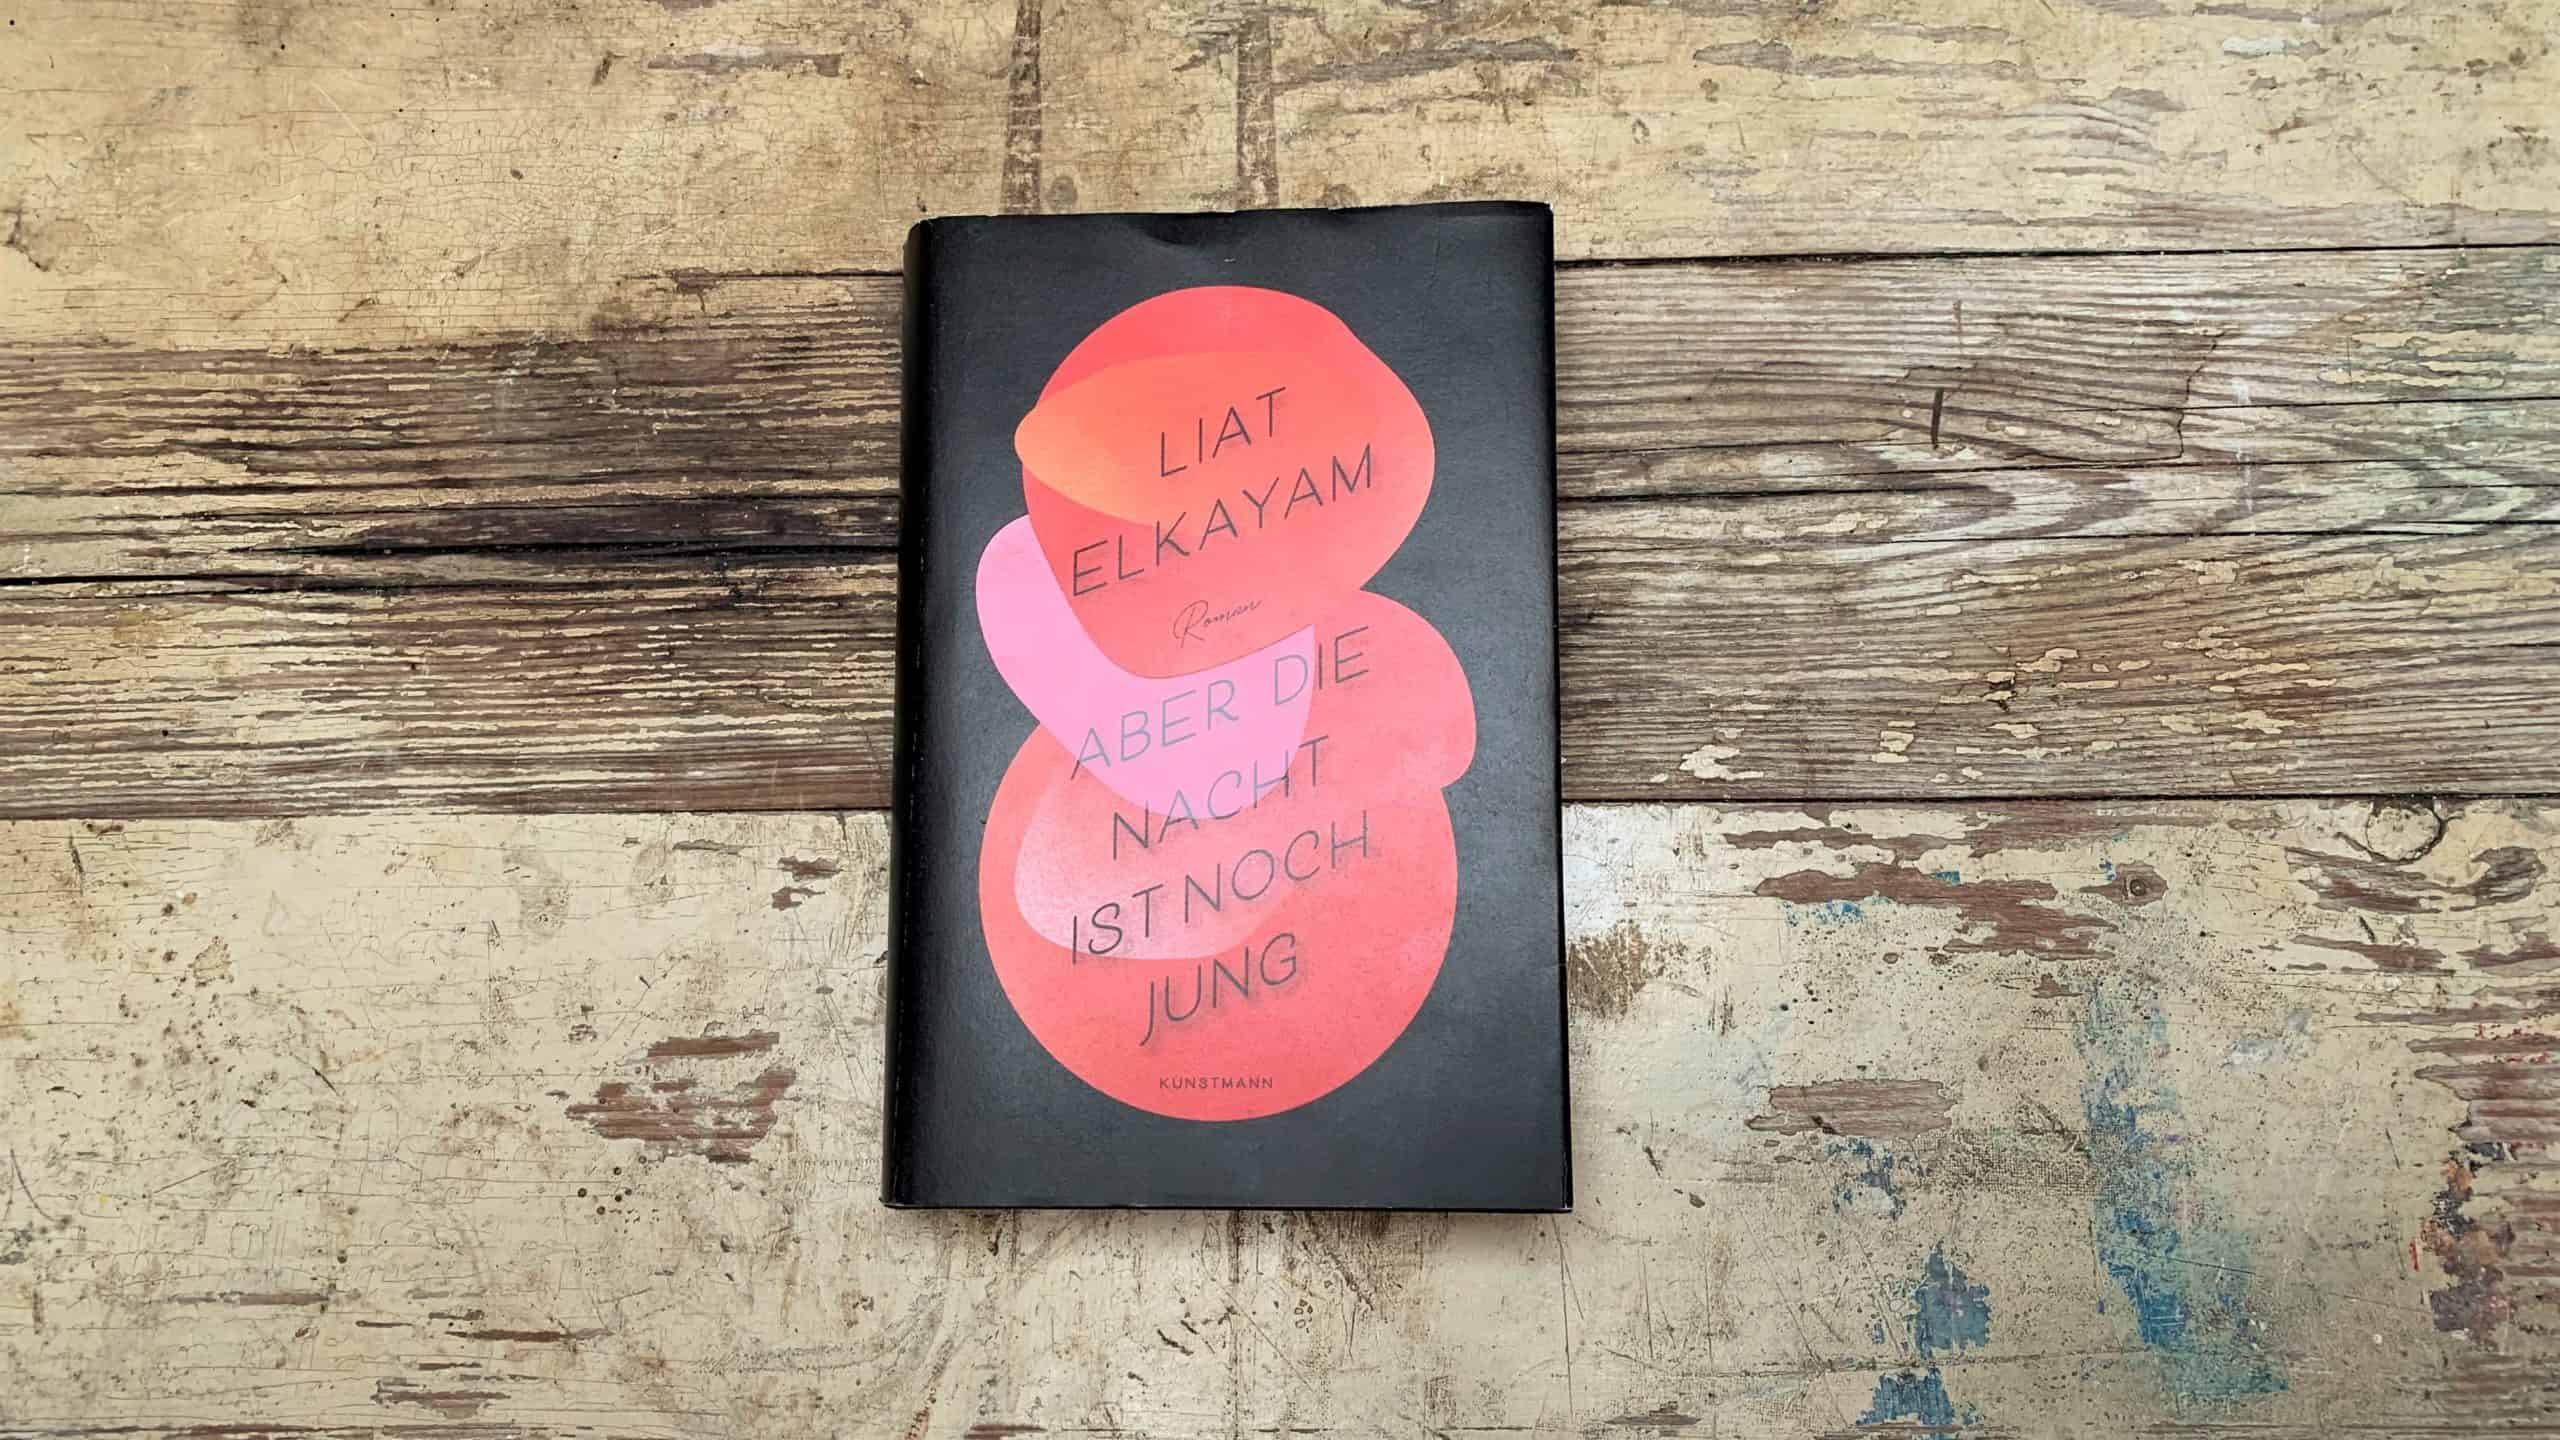 LIAT
ELKAYAM
Roman
ABER DIE
NACHT
IST NOCH
JUNG
KUNSTMANN